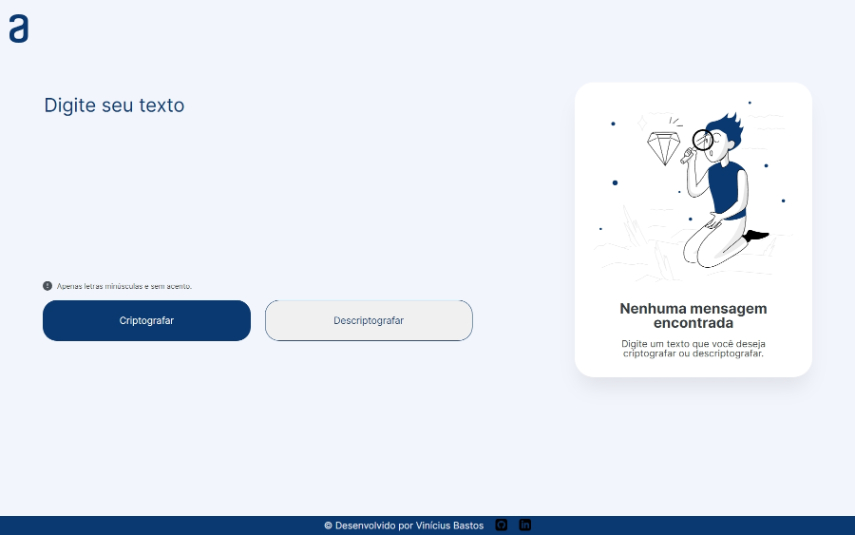 a
Digite seu texto
Apenas letras minúsculas e sem acento.
Criptografar
Descriptografar
Nenhuma mensagem
encontrada
Digite um texto que você deseja
criptografar ou descriptografar.
© Desenvolvido por Vinícius Bastos